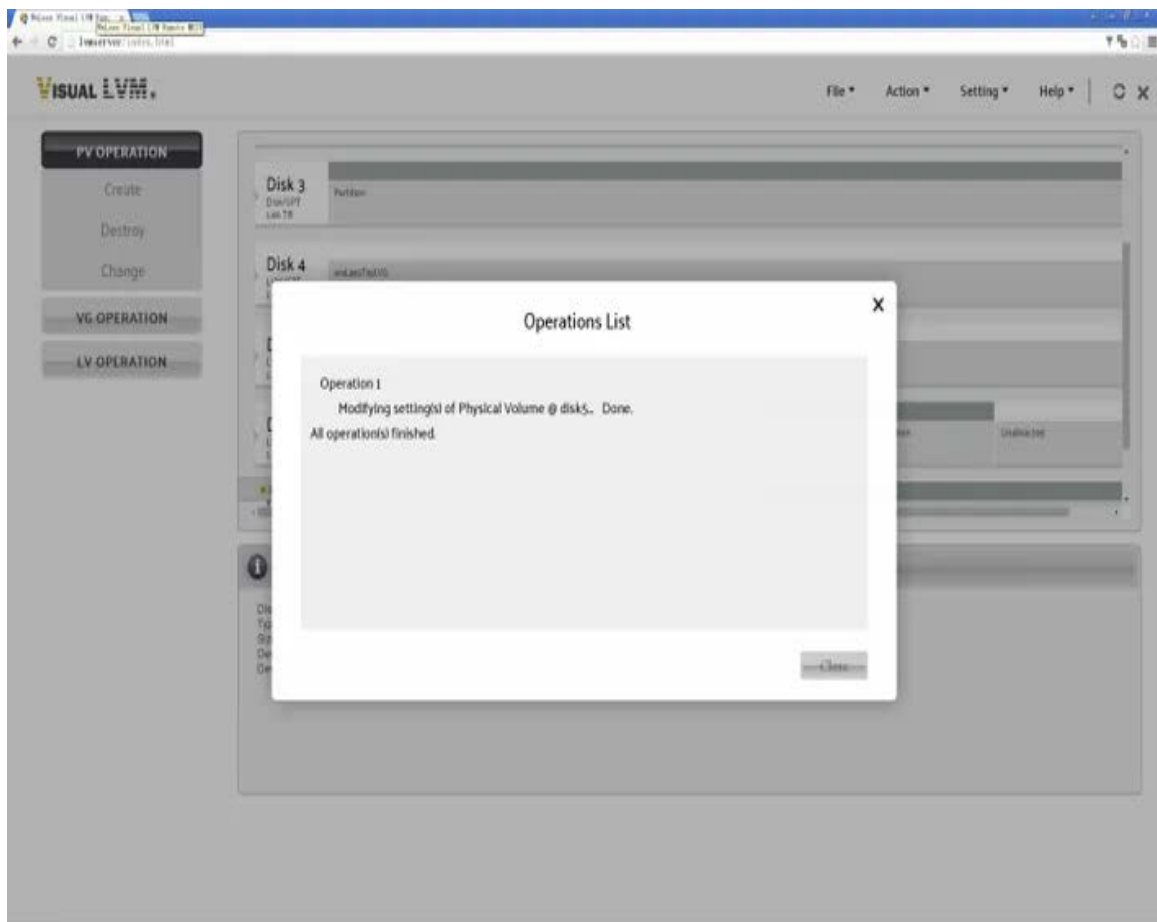 VISUAL LVM.
File
Action
Setting
Help
PV OPERATION
Create
Destroy
Change
VG OPERATION
LV OPERATION
Disk 3
Partition
Disk 4
Operations List
X
Operation 1
Modifying setting(s) of Physical Volume @ disk5... Done.
All operation(s) finished.
Close